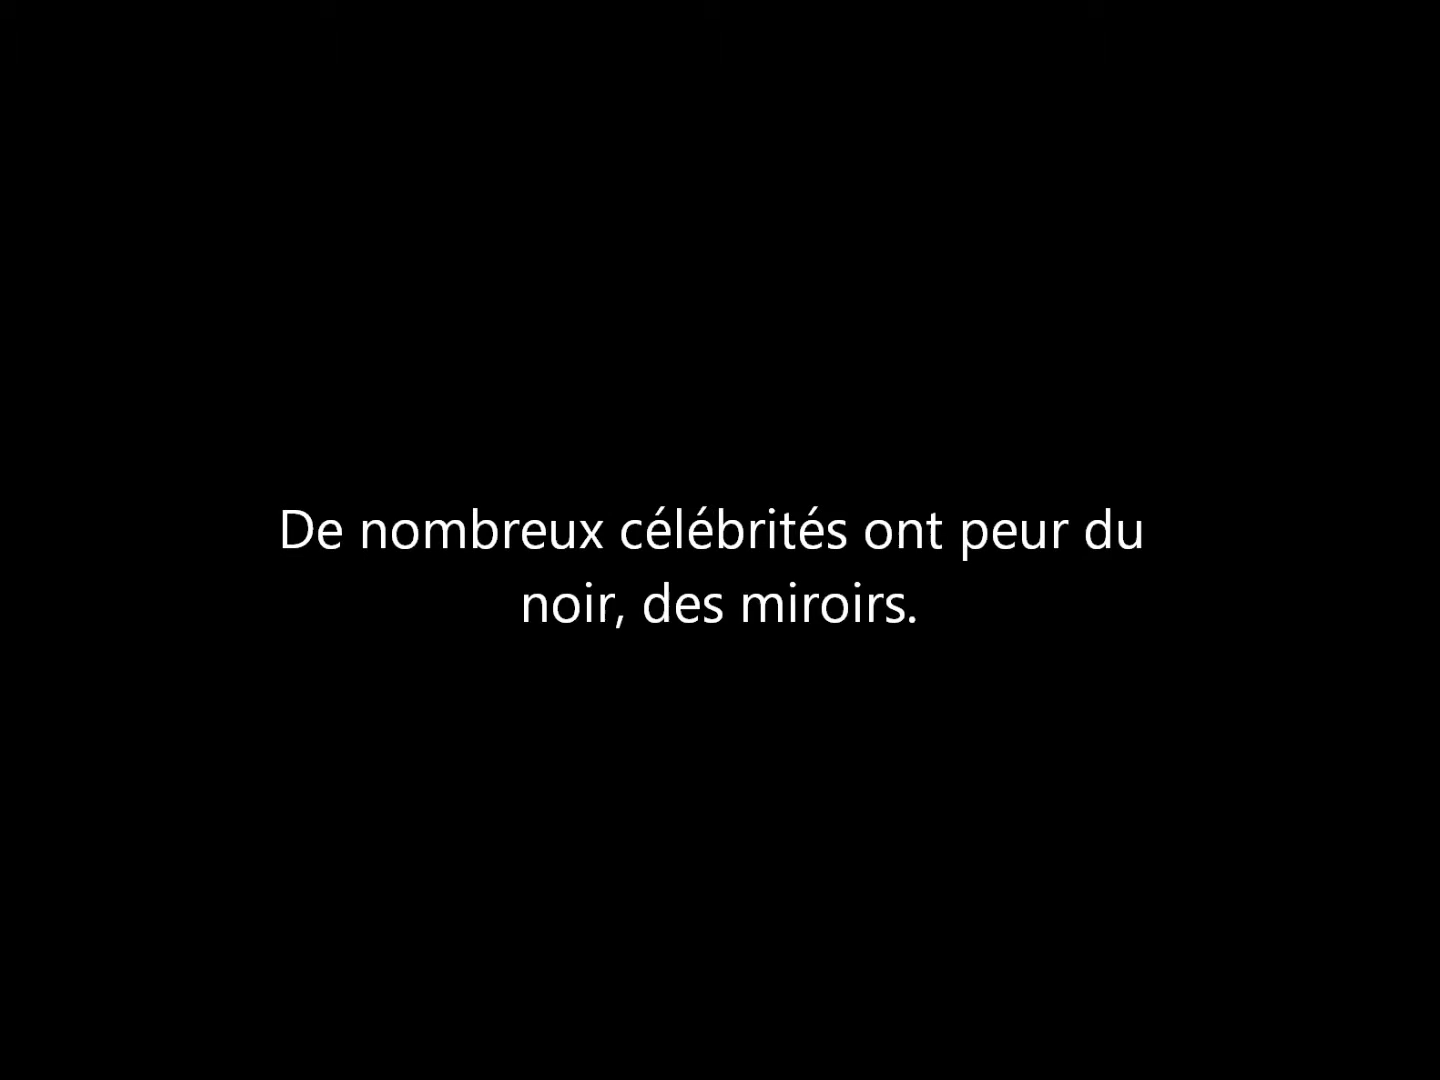 De nombreux célébrités ont peur du
noir, des miroirs.